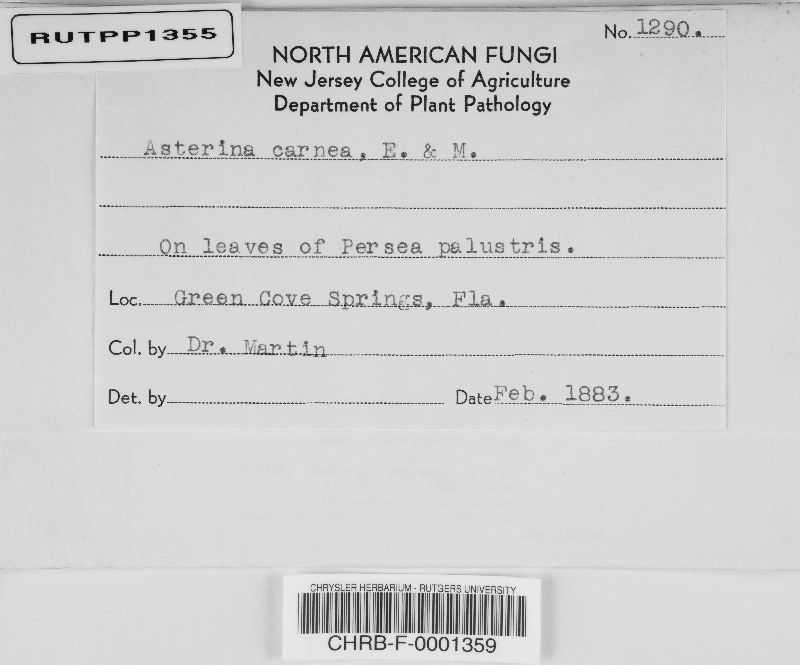 RUTPP1355
No. 1290.
NORTH AMERICAN FUNGI
New Jersey College of Agriculture
Department of Plant Pathology
Asterina carnea, E. & M.
On leaves of Persea palustris.
Loc. Green Cove Springs, Fla.
Col. by Dr. Martin
Det. by
Date Feb. 1883.
CHRYSLER HERBARIUM - RUTGERS UNIVERSITY
CHRB-F-0001359